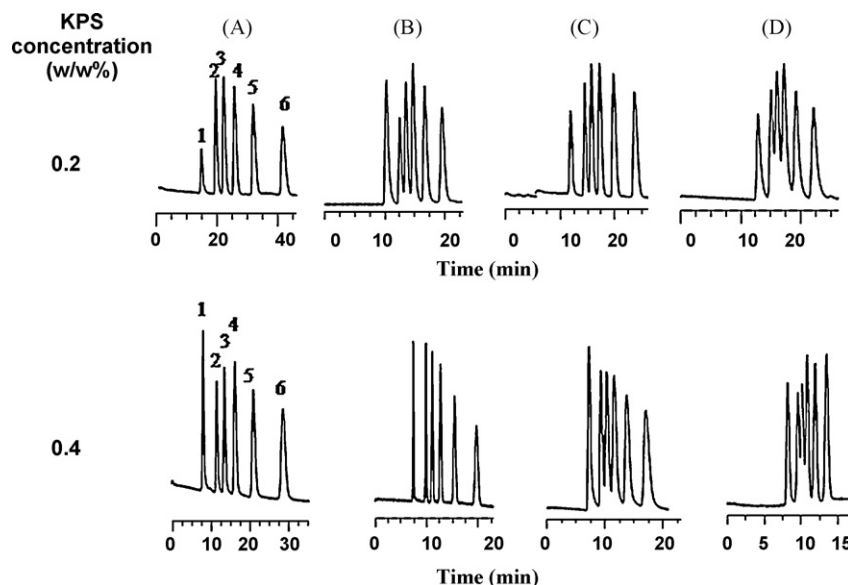 KPS
concentration
(w/w%)
(A) (B) (C) (D)
0.2
1 2 3 4 5 6
0 10 20 30 40
0 10 20
0 10 20
0 10 20
Time (min)
0.4
1 2 3 4 5 6
0 10 20 30
0 10 20
0 10 20
0 5 10 15
Time (min)